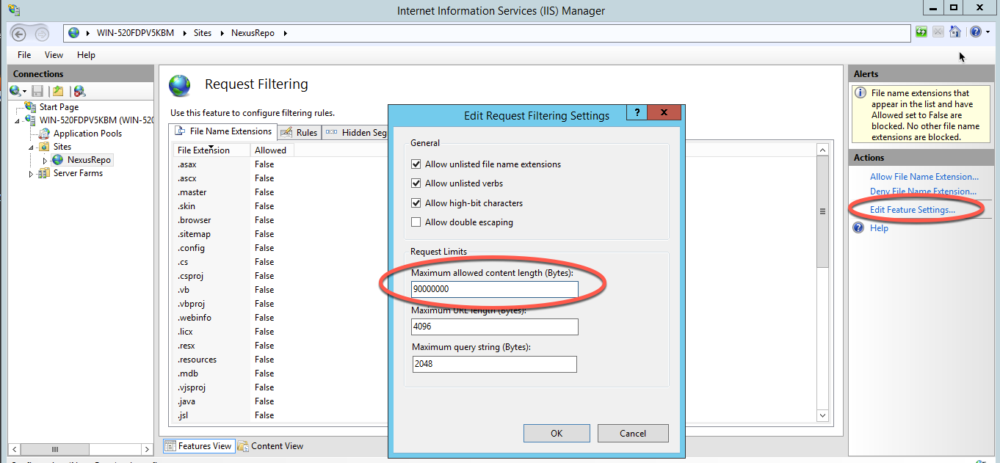 Internet Information Services (IIS) Manager
WIN-520FDPV5KBM Sites NexusRepo
File View Help
Connections
Start Page
WIN-520FDPV5KBM (WIN-520
Application Pools
Sites
NexusRepo
Server Farms
Request Filtering
Use this feature to configure filtering rules.
File Name Extensions Rules Hidden Seg
File Extension Allowed
.asax False
.ascx False
.master False
.skin False
.browser False
.sitemap False
.config False
.cs False
.csproj False
.vb False
.vbproj False
.webinfo False
.licx False
.resx False
.resources False
.mdb False
.vjsproj False
.java False
.jsl False
Features View Content View
Edit Request Filtering Settings ? X
General
Allow unlisted file name extensions
Allow unlisted verbs
Allow high-bit characters
Allow double escaping
Request Limits
Maximum allowed content length (Bytes):
90000000
Maximum URL length (Bytes):
4096
Maximum query string (Bytes):
2048
OK Cancel
Alerts
File name extensions that
appear in the list and have
Allowed set to False are
blocked. No other file name
extensions are blocked.
Actions
Allow File Name Extension...
Deny File Name Extension...
Edit Feature Settings...
Help